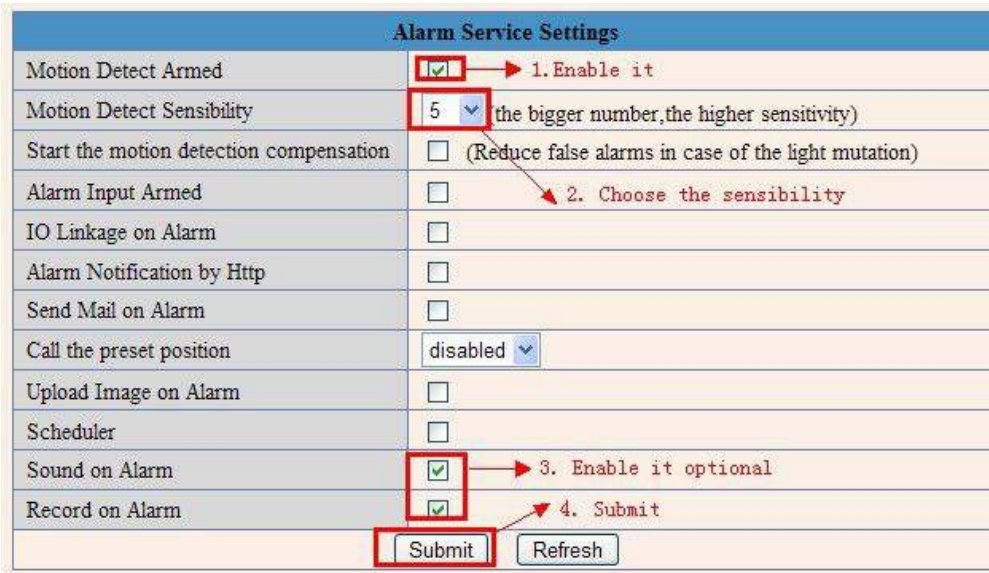 Alarm Service Settings
Motion Detect Armed 1.Enable it
Motion Detect Sensibility 5 (the bigger number,the higher sensitivity)
Start the motion detection compensation (Reduce false alarms in case of the light mutation)
Alarm Input Armed 2. Choose the sensibility
IO Linkage on Alarm
Alarm Notification by Http
Send Mail on Alarm
Call the preset position disabled
Upload Image on Alarm
Scheduler
Sound on Alarm 3. Enable it optional
Record on Alarm 4. Submit
Submit Refresh